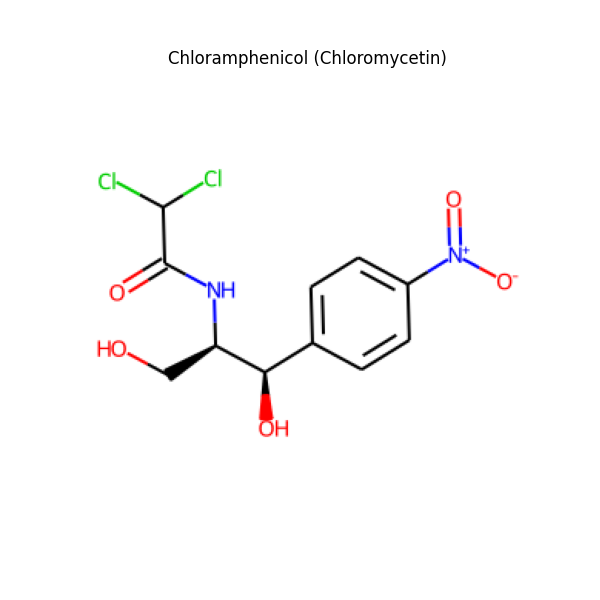 Chloramphenicol (Chloromycetin)
Cl
Cl
O
N⁺
O
NH
O⁻
HO
OH